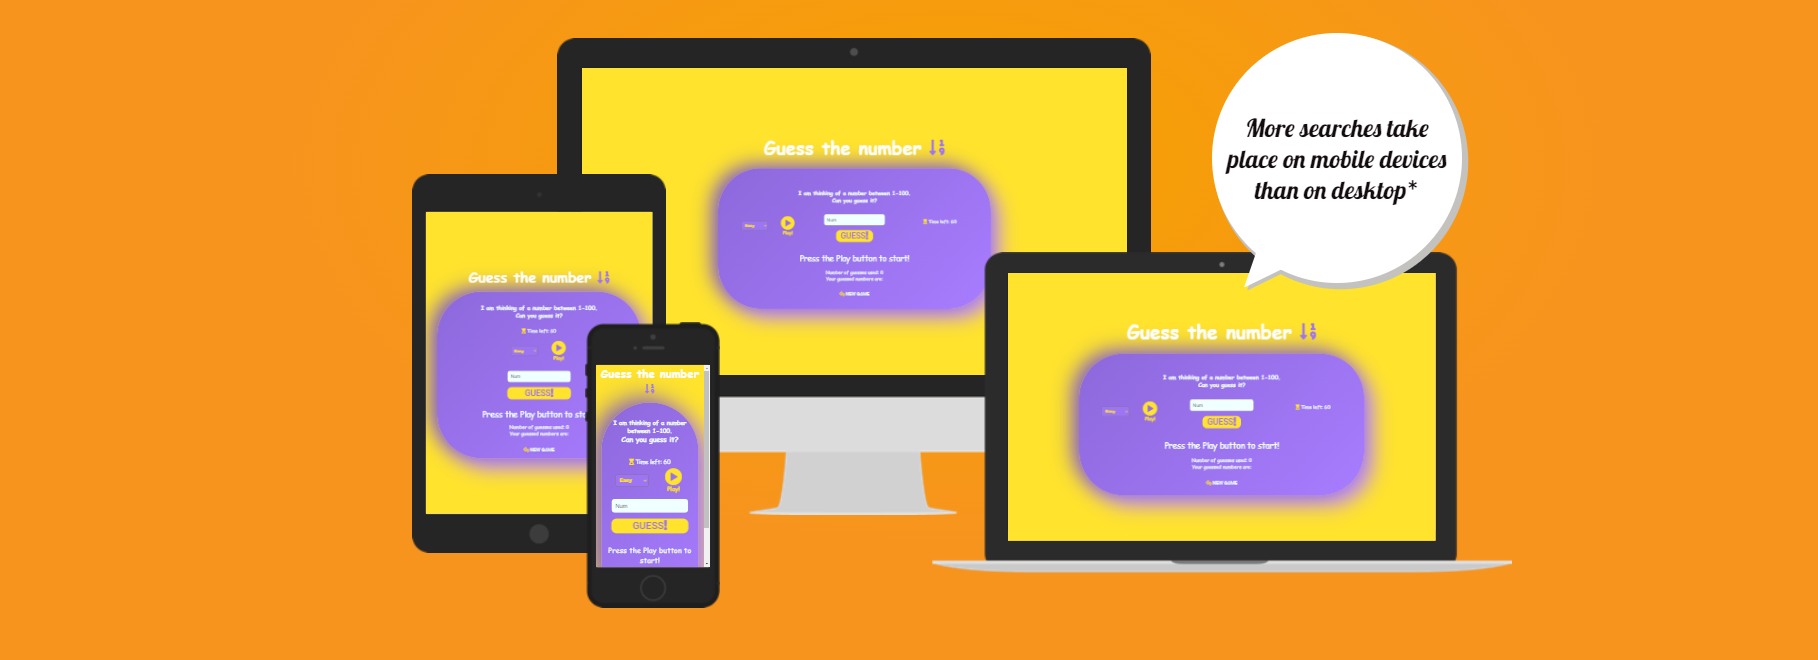 Guess the number
I am thinking of a number between 1-100.
Can you guess it?
Easy
Play!
Num
GUESS!
Time left: 60
Press the Play button to start!
Number of guesses used: 0
Your guessed numbers are:
NEW GAME
More searches take
place on mobile devices
than on desktop*
Guess the number
I am thinking of a number between 1-100.
Can you guess it?
Time left: 60
Easy
Play!
Num
GUESS!
Press the Play button to sta
Number of guesses used: 0
Your guessed numbers are:
NEW GAME
Guess the number
I am thinking of a number
between 1-100.
Can you guess it?
Time left: 60
Easy
Play!
Num
GUESS!
Press the Play button to
start!
Guess the number
I am thinking of a number between 1-100.
Can you guess it?
Easy
Play!
Num
GUESS!
Time left: 60
Press the Play button to start!
Number of guesses used: 0
Your guessed numbers are:
NEW GAME